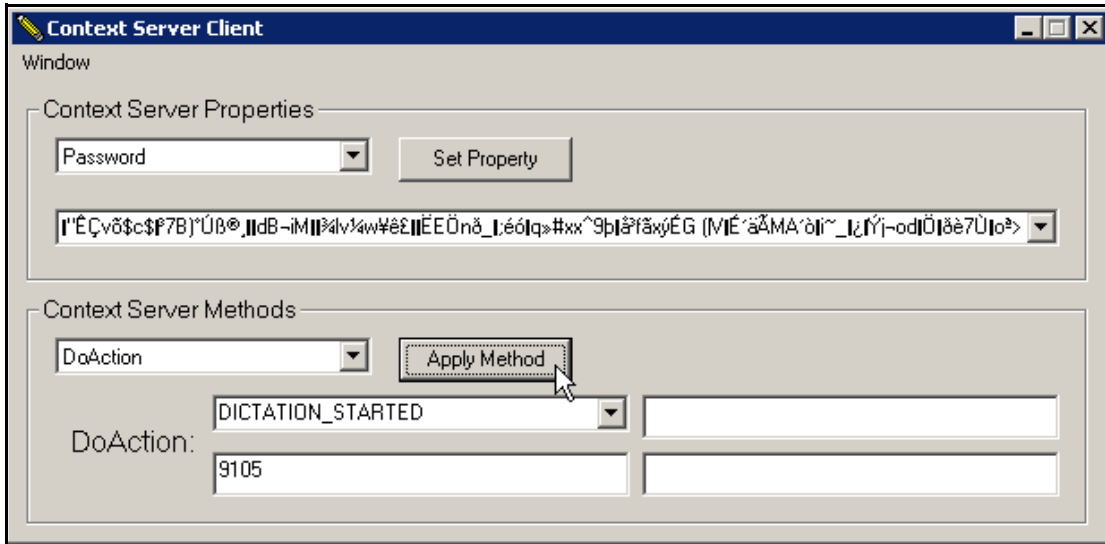 Context Server Client
Window
Context Server Properties
Password
Set Property
Context Server Methods
DoAction
Apply Method
DoAction:
DICTATION_STARTED
9105